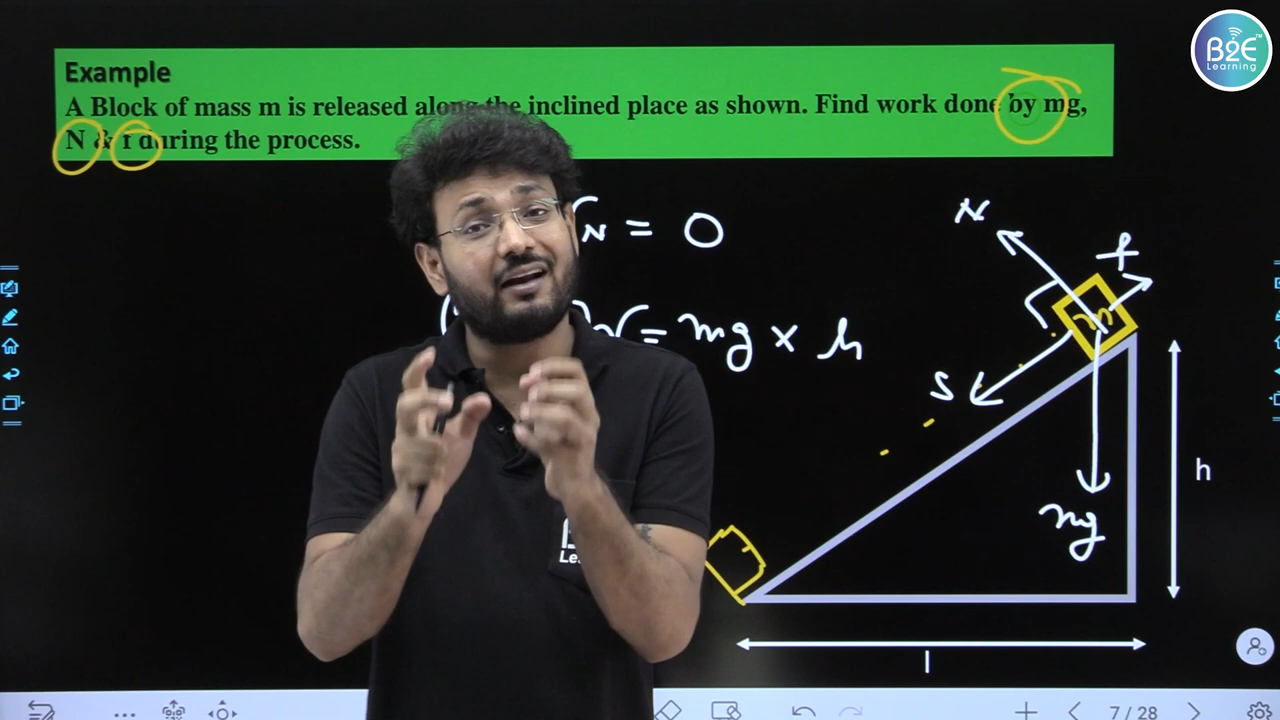 B2E
Learning
Example
A Block of mass m is released along the inclined place as shown. Find work done by mg,
N & f during the process.
N = 0
= mg × h
N
f
m
S
mg
h
l
7 / 28